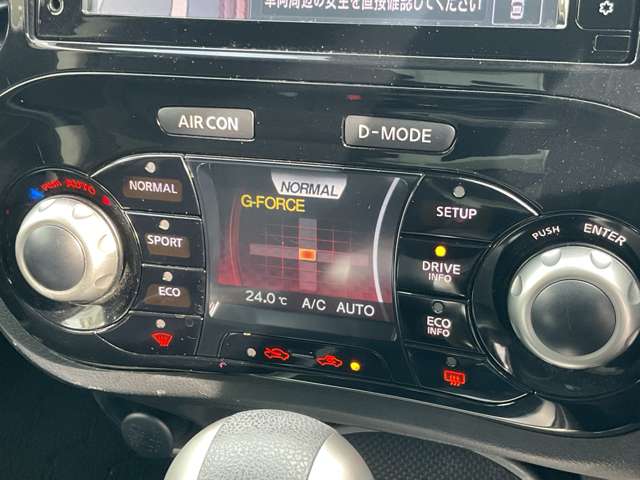 車両周辺の安全を直接確認してください
AIR CON
D-MODE
AUTO
NORMAL
NORMAL
G-FORCE
SETUP
PUSH ENTER
SPORT
DRIVE
INFO
ECO
24.0℃ A/C AUTO
ECO
INFO